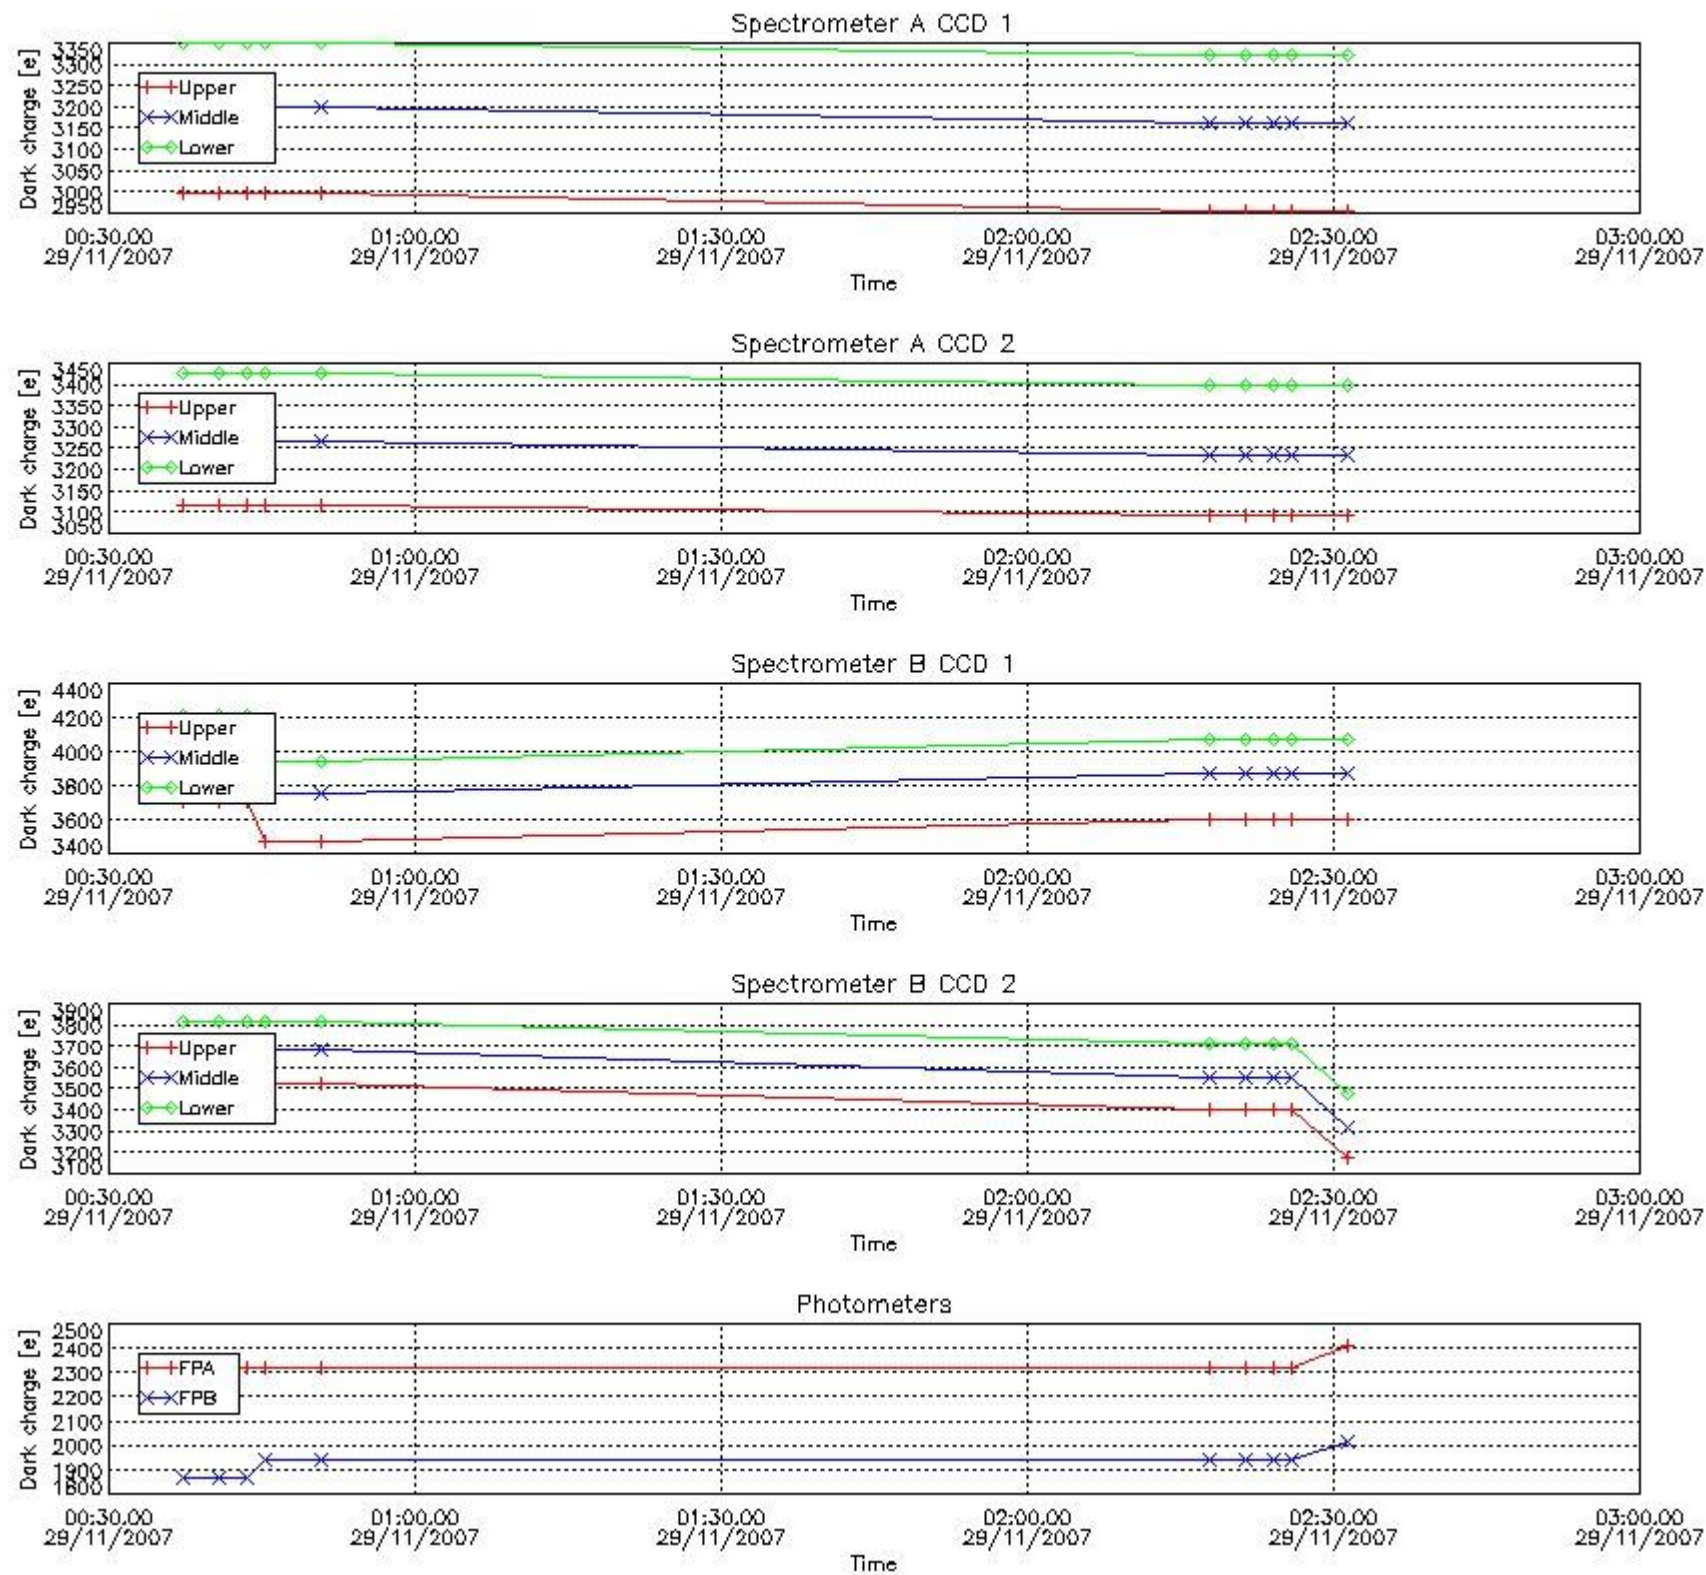 Spectrometer A CCD 1
Dark charge [e]
3350
3300
3250
3200
3150
3100
3050
3000
2950
Upper
Middle
Lower
00:30.00 01:00.00 01:30.00 02:00.00 02:30.00 03:00.00
29/11/2007 29/11/2007 29/11/2007 29/11/2007 29/11/2007 29/11/2007
Time
Spectrometer A CCD 2
Dark charge [e]
3450
3400
3350
3300
3250
3200
3150
3100
3050
Upper
Middle
Lower
00:30.00 01:00.00 01:30.00 02:00.00 02:30.00 03:00.00
29/11/2007 29/11/2007 29/11/2007 29/11/2007 29/11/2007 29/11/2007
Time
Spectrometer B CCD 1
Dark charge [e]
4400
4200
4000
3800
3600
3400
Upper
Middle
Lower
00:30.00 01:00.00 01:30.00 02:00.00 02:30.00 03:00.00
29/11/2007 29/11/2007 29/11/2007 29/11/2007 29/11/2007 29/11/2007
Time
Spectrometer B CCD 2
Dark charge [e]
3900
3800
3700
3600
3500
3400
3300
3200
3100
Upper
Middle
Lower
00:30.00 01:00.00 01:30.00 02:00.00 02:30.00 03:00.00
29/11/2007 29/11/2007 29/11/2007 29/11/2007 29/11/2007 29/11/2007
Time
Photometers
Dark charge [e]
2500
2400
2300
2200
2100
2000
1900
1800
FPA
FPB
00:30.00 01:00.00 01:30.00 02:00.00 02:30.00 03:00.00
29/11/2007 29/11/2007 29/11/2007 29/11/2007 29/11/2007 29/11/2007
Time